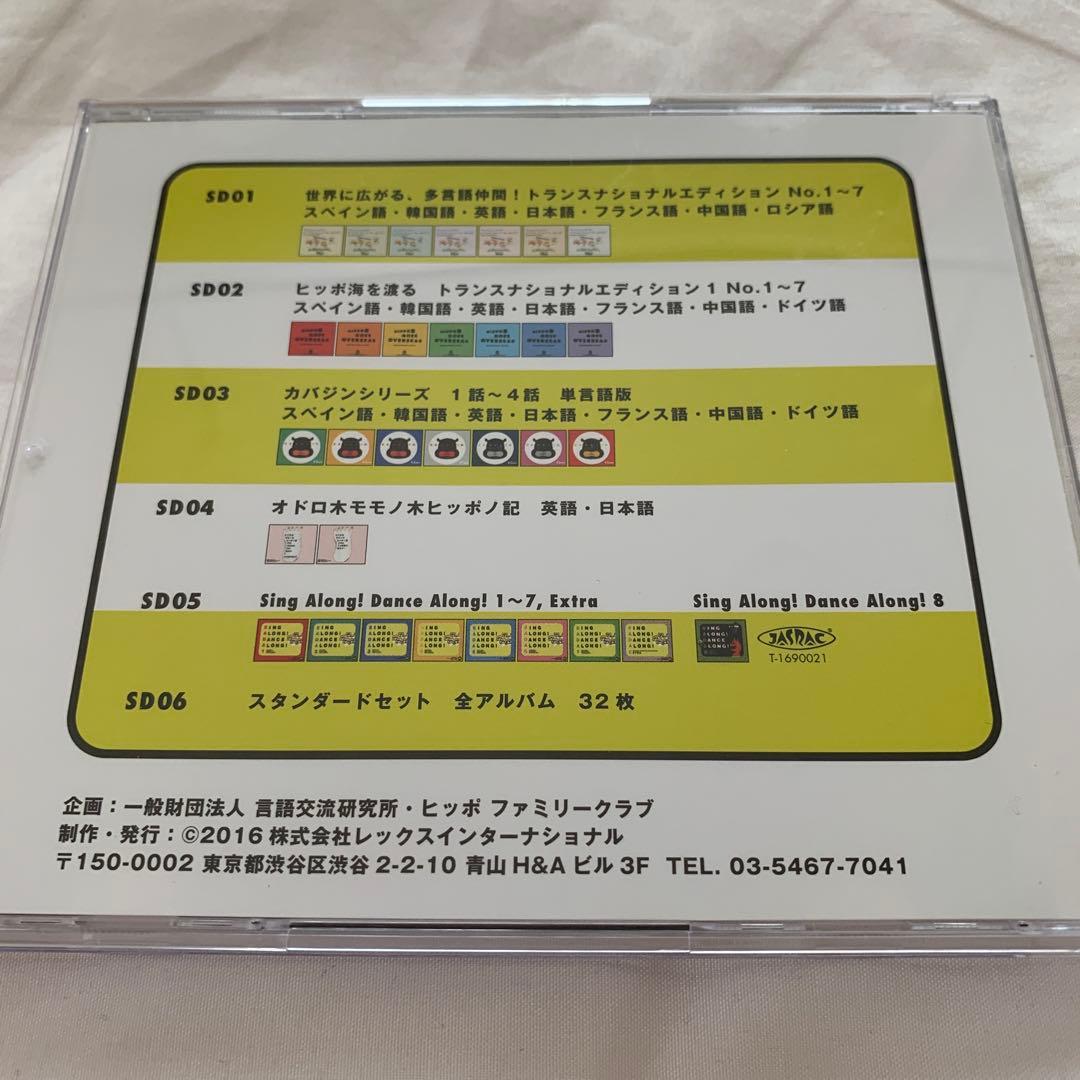 SD01 世界に広がる、多言語仲間！トランスナショナルエディション No.1～7
スペイン語・韓国語・英語・日本語・フランス語・中国語・ロシア語
SD02 ヒッポ海を渡る トランスナショナルエディション 1 No.1～7
スペイン語・韓国語・英語・日本語・フランス語・中国語・ドイツ語
SD03 カバジンシリーズ 1話～4話 単言語版
スペイン語・韓国語・英語・日本語・フランス語・中国語・ドイツ語
SD04 オドロ木モモノ木ヒッポノ記 英語・日本語
SD05 Sing Along! Dance Along! 1～7, Extra Sing Along! Dance Along! 8
JASRAC
T-1690021
SD06 スタンダードセット 全アルバム 32枚
企画：一般財団法人 言語交流研究所・ヒッポ ファミリークラブ
制作・発行：©2016 株式会社レックスインターナショナル
〒150-0002 東京都渋谷区渋谷 2-2-10 青山 H&A ビル 3F TEL. 03-5467-7041